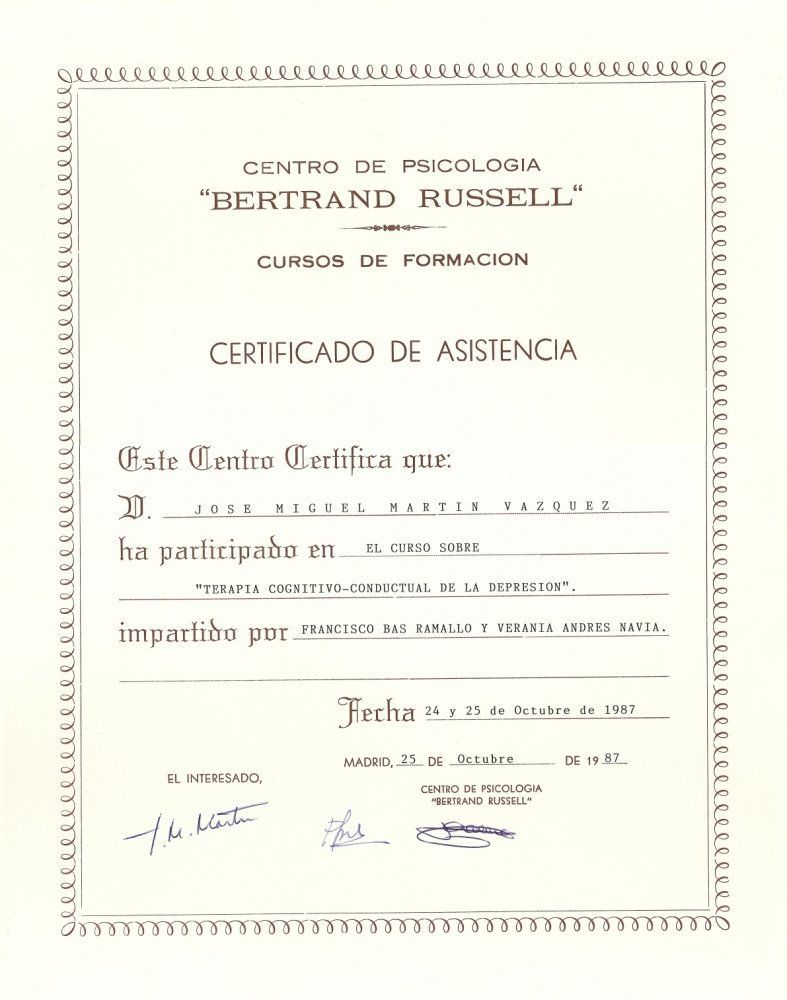 CENTRO DE PSICOLOGIA
“BERTRAND RUSSELL“
CURSOS DE FORMACION
CERTIFICADO DE ASISTENCIA
Este Centro Certifica que:
D. JOSE MIGUEL MARTIN VAZQUEZ
ha participado en EL CURSO SOBRE
"TERAPIA COGNITIVO-CONDUCTUAL DE LA DEPRESION".
impartido por FRANCISCO BAS RAMALLO Y VERANIA ANDRES NAVIA.
Fecha 24 y 25 de Octubre de 1987
MADRID, 25 DE Octubre DE 1987
EL INTERESADO,
CENTRO DE PSICOLOGIA
“BERTRAND RUSSELL”
J. M. Martin